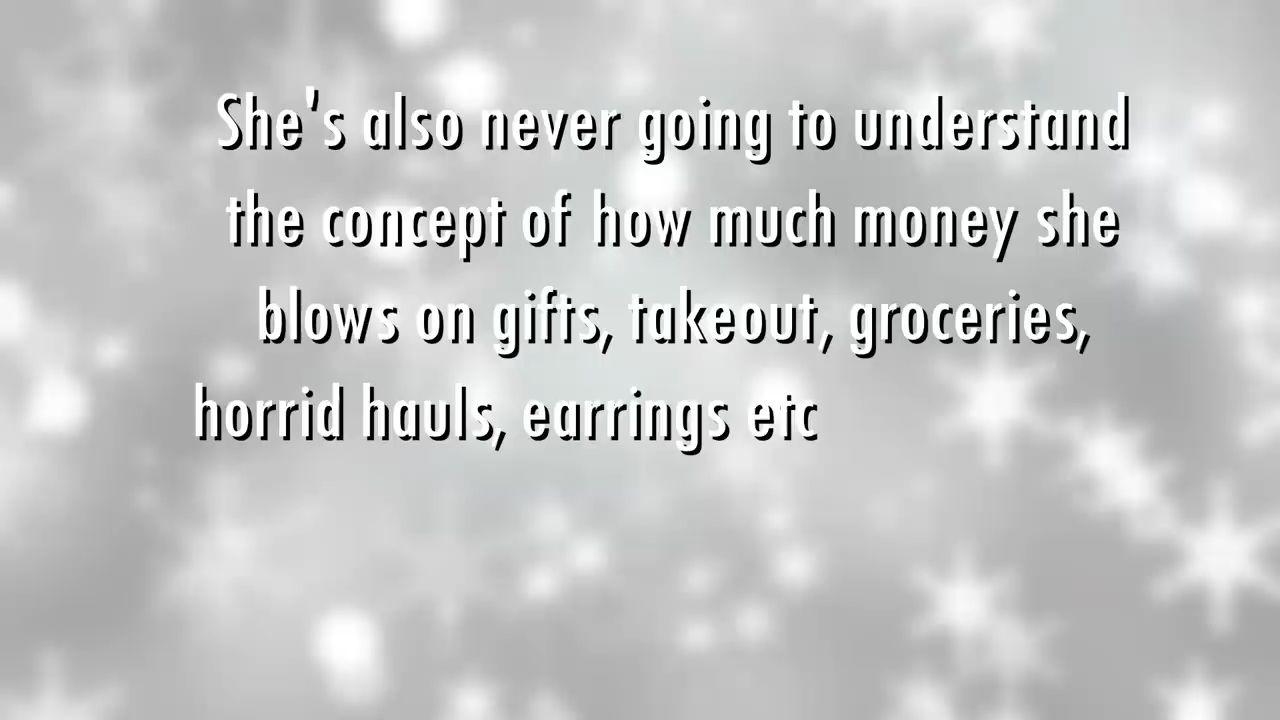 She's also never going to understand
the concept of how much money she
blows on gifts, takeout, groceries,
horrid hauls, earrings etc